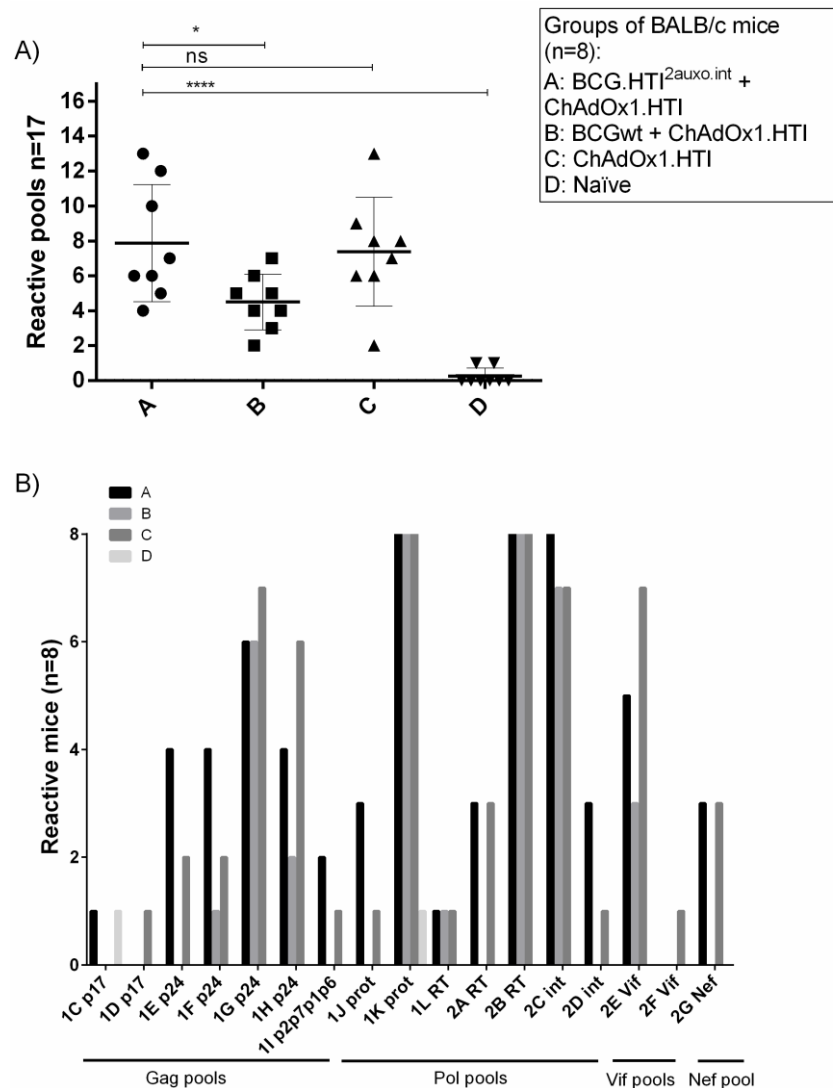 A)
*
ns
****
Groups of BALB/c mice
(n=8):
A: BCG.HTI2auxo.int +
ChAdOx1.HTI
B: BCGwt + ChAdOx1.HTI
C: ChAdOx1.HTI
D: Naïve
Reactive pools n=17
16
14
12
10
8
6
4
2
0
A
B
C
D
B)
A
B
C
D
Reactive mice (n=8)
8
6
4
2
0
1C p17
1D p17
1E p24
1F p24
1G p24
1H p24
1I p2p7p1p6
1J prot
1K prot
1L RT
2A RT
2B RT
2C int
2D int
2E Vif
2F Vif
2G Nef
Gag pools
Pol pools
Vif pools
Nef pool